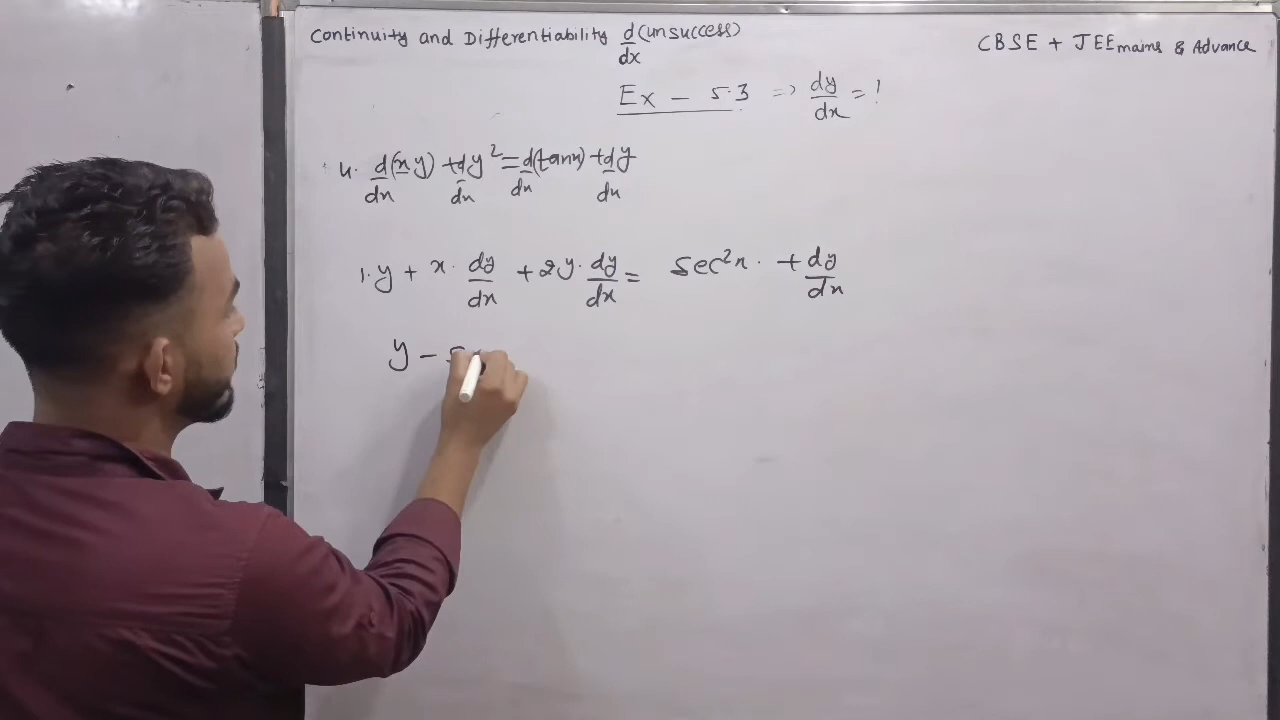 Continuity and Differentiability d/dx (unsuccess)
CBSE + JEE mains & Advance
Ex - 5.3 => dy/dx = ?
4. d/dx (xy) + d/dx y² = d/dx (tanx) + dy/dx
1.y + x. dy/dx + 2y. dy/dx = sec²x. + dy/dx
y -